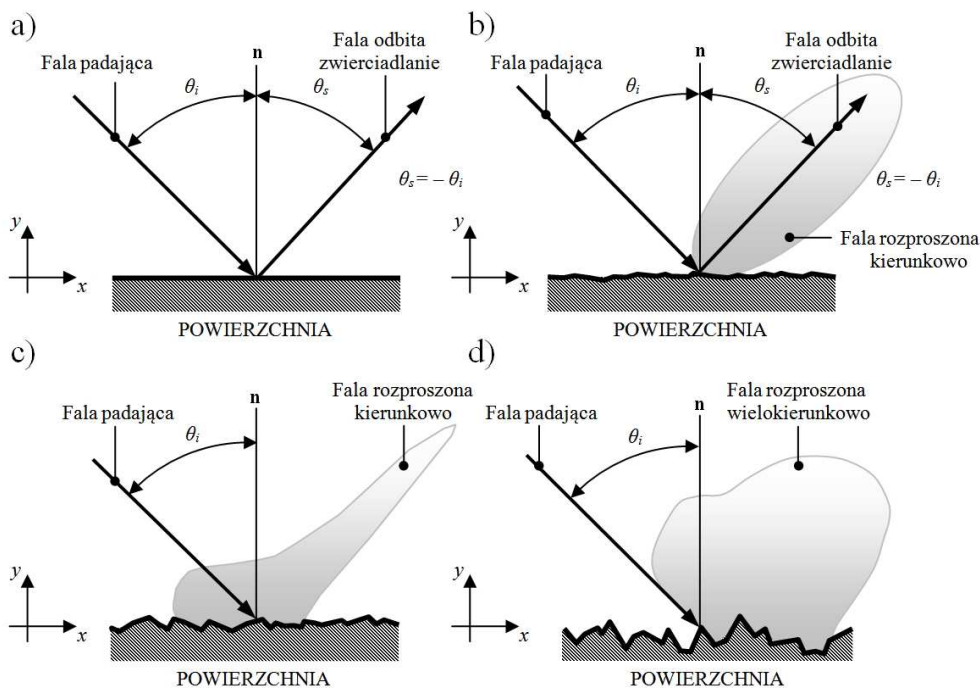 a)
n
Fala padająca
Fala odbita
zwierciadlanie
θi
θs
θs = – θi
y
x
POWIERZCHNIA
b)
n
Fala padająca
Fala odbita
zwierciadlanie
θi
θs
θs = – θi
Fala rozproszona
kierunkowo
y
x
POWIERZCHNIA
c)
n
Fala padająca
Fala rozproszona
kierunkowo
θi
y
x
POWIERZCHNIA
d)
n
Fala padająca
Fala rozproszona
wielokierunkowo
θi
y
x
POWIERZCHNIA